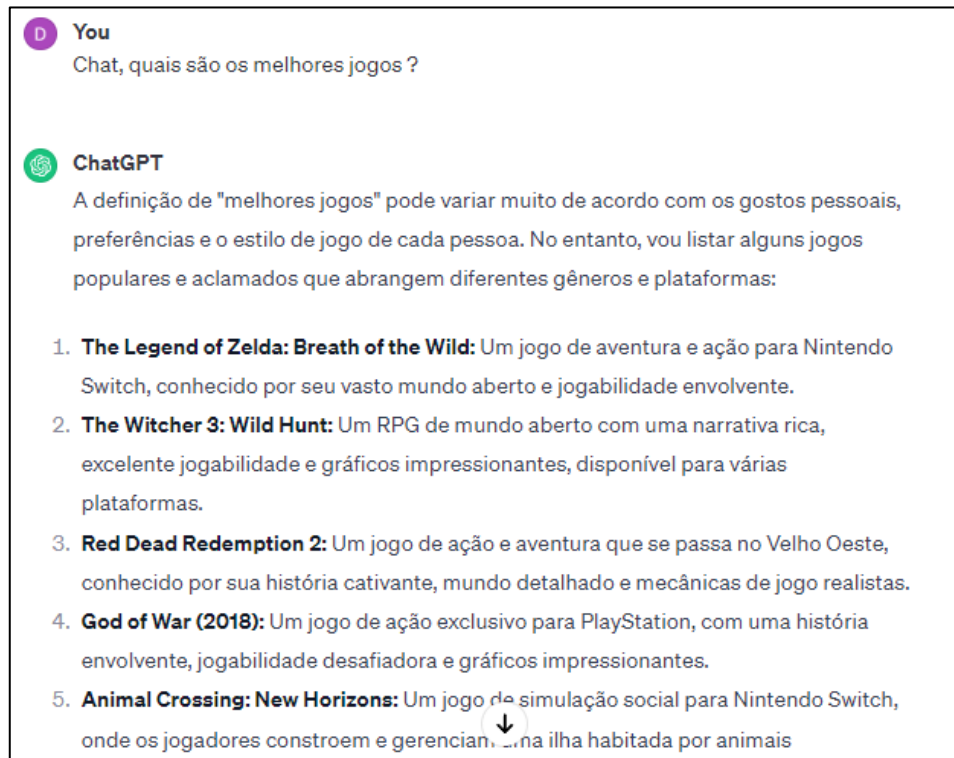 D You
Chat, quais são os melhores jogos ?
ChatGPT
A definição de "melhores jogos" pode variar muito de acordo com os gostos pessoais,
preferências e o estilo de jogo de cada pessoa. No entanto, vou listar alguns jogos
populares e aclamados que abrangem diferentes gêneros e plataformas:
1. The Legend of Zelda: Breath of the Wild: Um jogo de aventura e ação para Nintendo
Switch, conhecido por seu vasto mundo aberto e jogabilidade envolvente.
2. The Witcher 3: Wild Hunt: Um RPG de mundo aberto com uma narrativa rica,
excelente jogabilidade e gráficos impressionantes, disponível para várias
plataformas.
3. Red Dead Redemption 2: Um jogo de ação e aventura que se passa no Velho Oeste,
conhecido por sua história cativante, mundo detalhado e mecânicas de jogo realistas.
4. God of War (2018): Um jogo de ação exclusivo para PlayStation, com uma história
envolvente, jogabilidade desafiadora e gráficos impressionantes.
5. Animal Crossing: New Horizons: Um jogo de simulação social para Nintendo Switch,
onde os jogadores constroem e gerenciam uma ilha habitada por animais